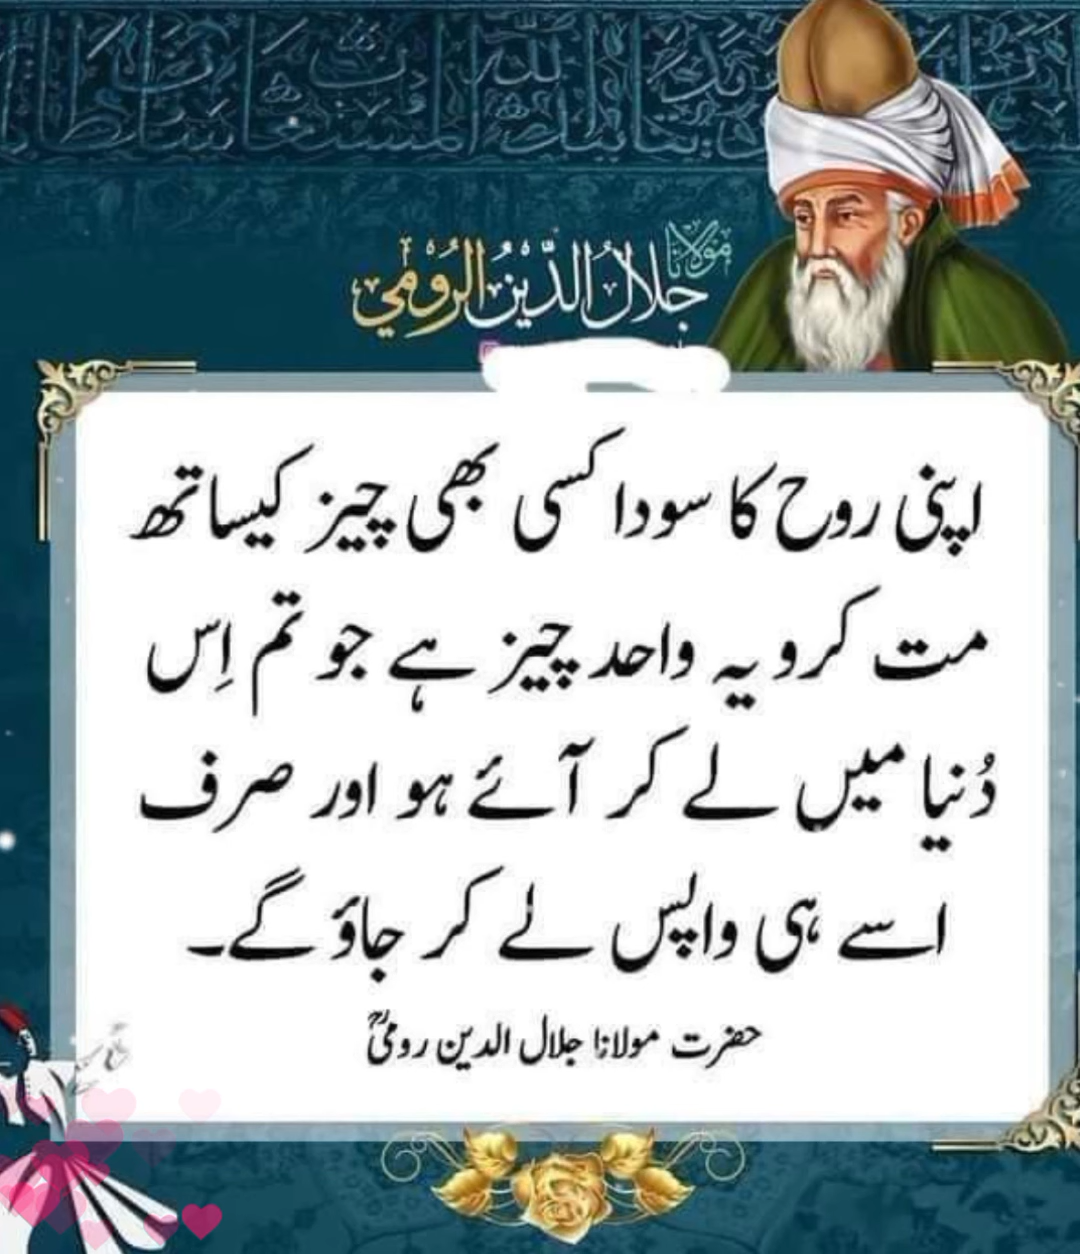 مولانا
جلال الدین الرومي
اپنی روح کا سودا کسی بھی چیز کیساتھ
مت کرو یہ واحد چیز ہے جو تم اِس
دُنیا میں لے کر آئے ہو اور صرف
اسے ہی واپس لے کر جاؤ گے۔
حضرت مولانا جلال الدین رومیؒ